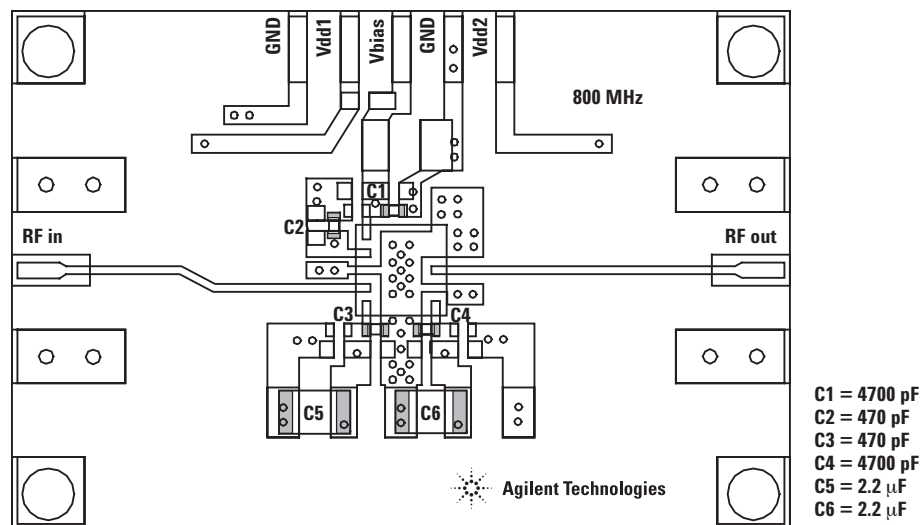 GND
Vdd1
Vbias
GND
Vdd2
800 MHz
C1
C2
RF in
RF out
C3
C4
C5
C6
Agilent Technologies
C1 = 4700 pF
C2 = 470 pF
C3 = 470 pF
C4 = 4700 pF
C5 = 2.2 μF
C6 = 2.2 μF